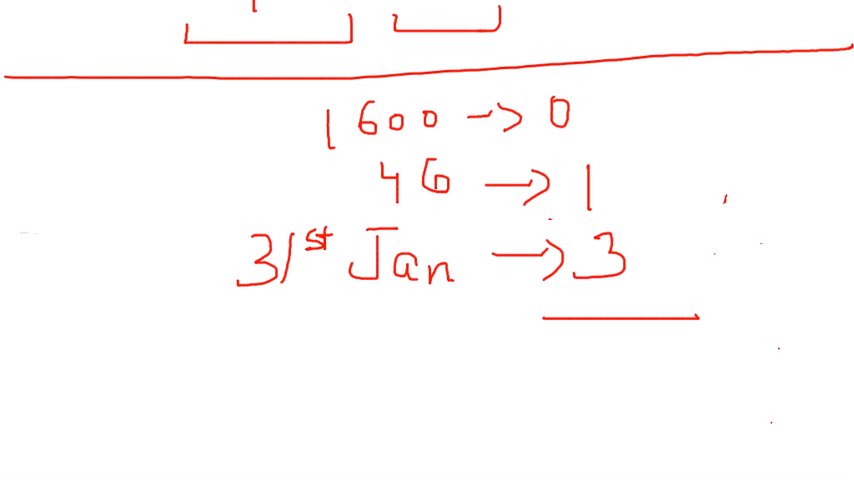 1600 → 0
46 → 1
31st Jan → 3